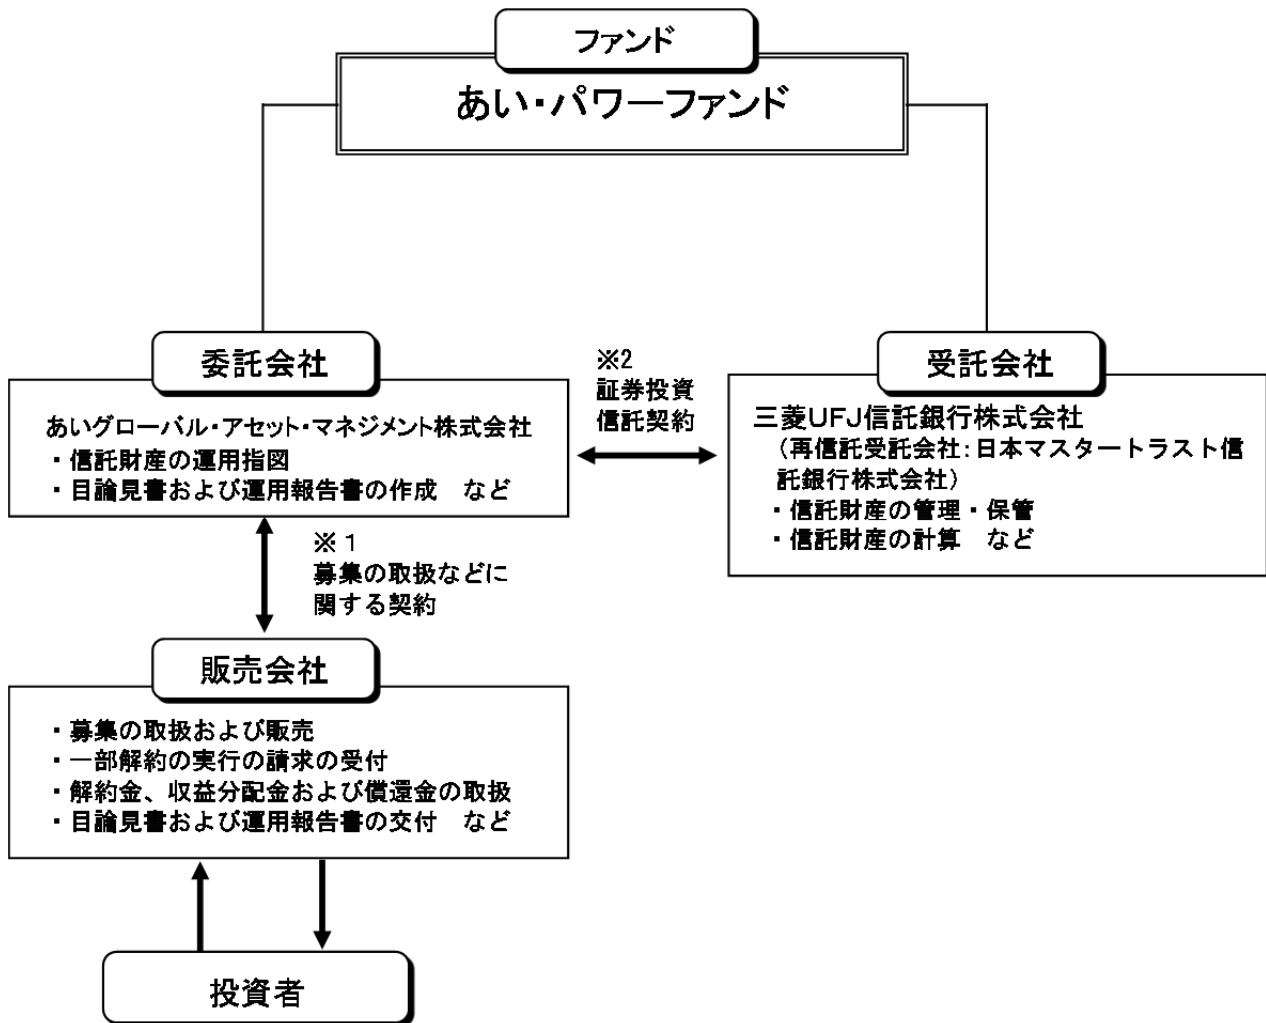 ファンド
あい・パワーファンド
委託会社
あいグローバル・アセット・マネジメント株式会社
・信託財産の運用指図
・目論見書および運用報告書の作成　など
※2
証券投資
信託契約
受託会社
三菱UFJ信託銀行株式会社
（再信託受託会社：日本マスタートラスト信
託銀行株式会社）
・信託財産の管理・保管
・信託財産の計算　など
※１
募集の取扱などに
関する契約
販売会社
・募集の取扱および販売
・一部解約の実行の請求の受付
・解約金、収益分配金および償還金の取扱
・目論見書および運用報告書の交付　など
投資者